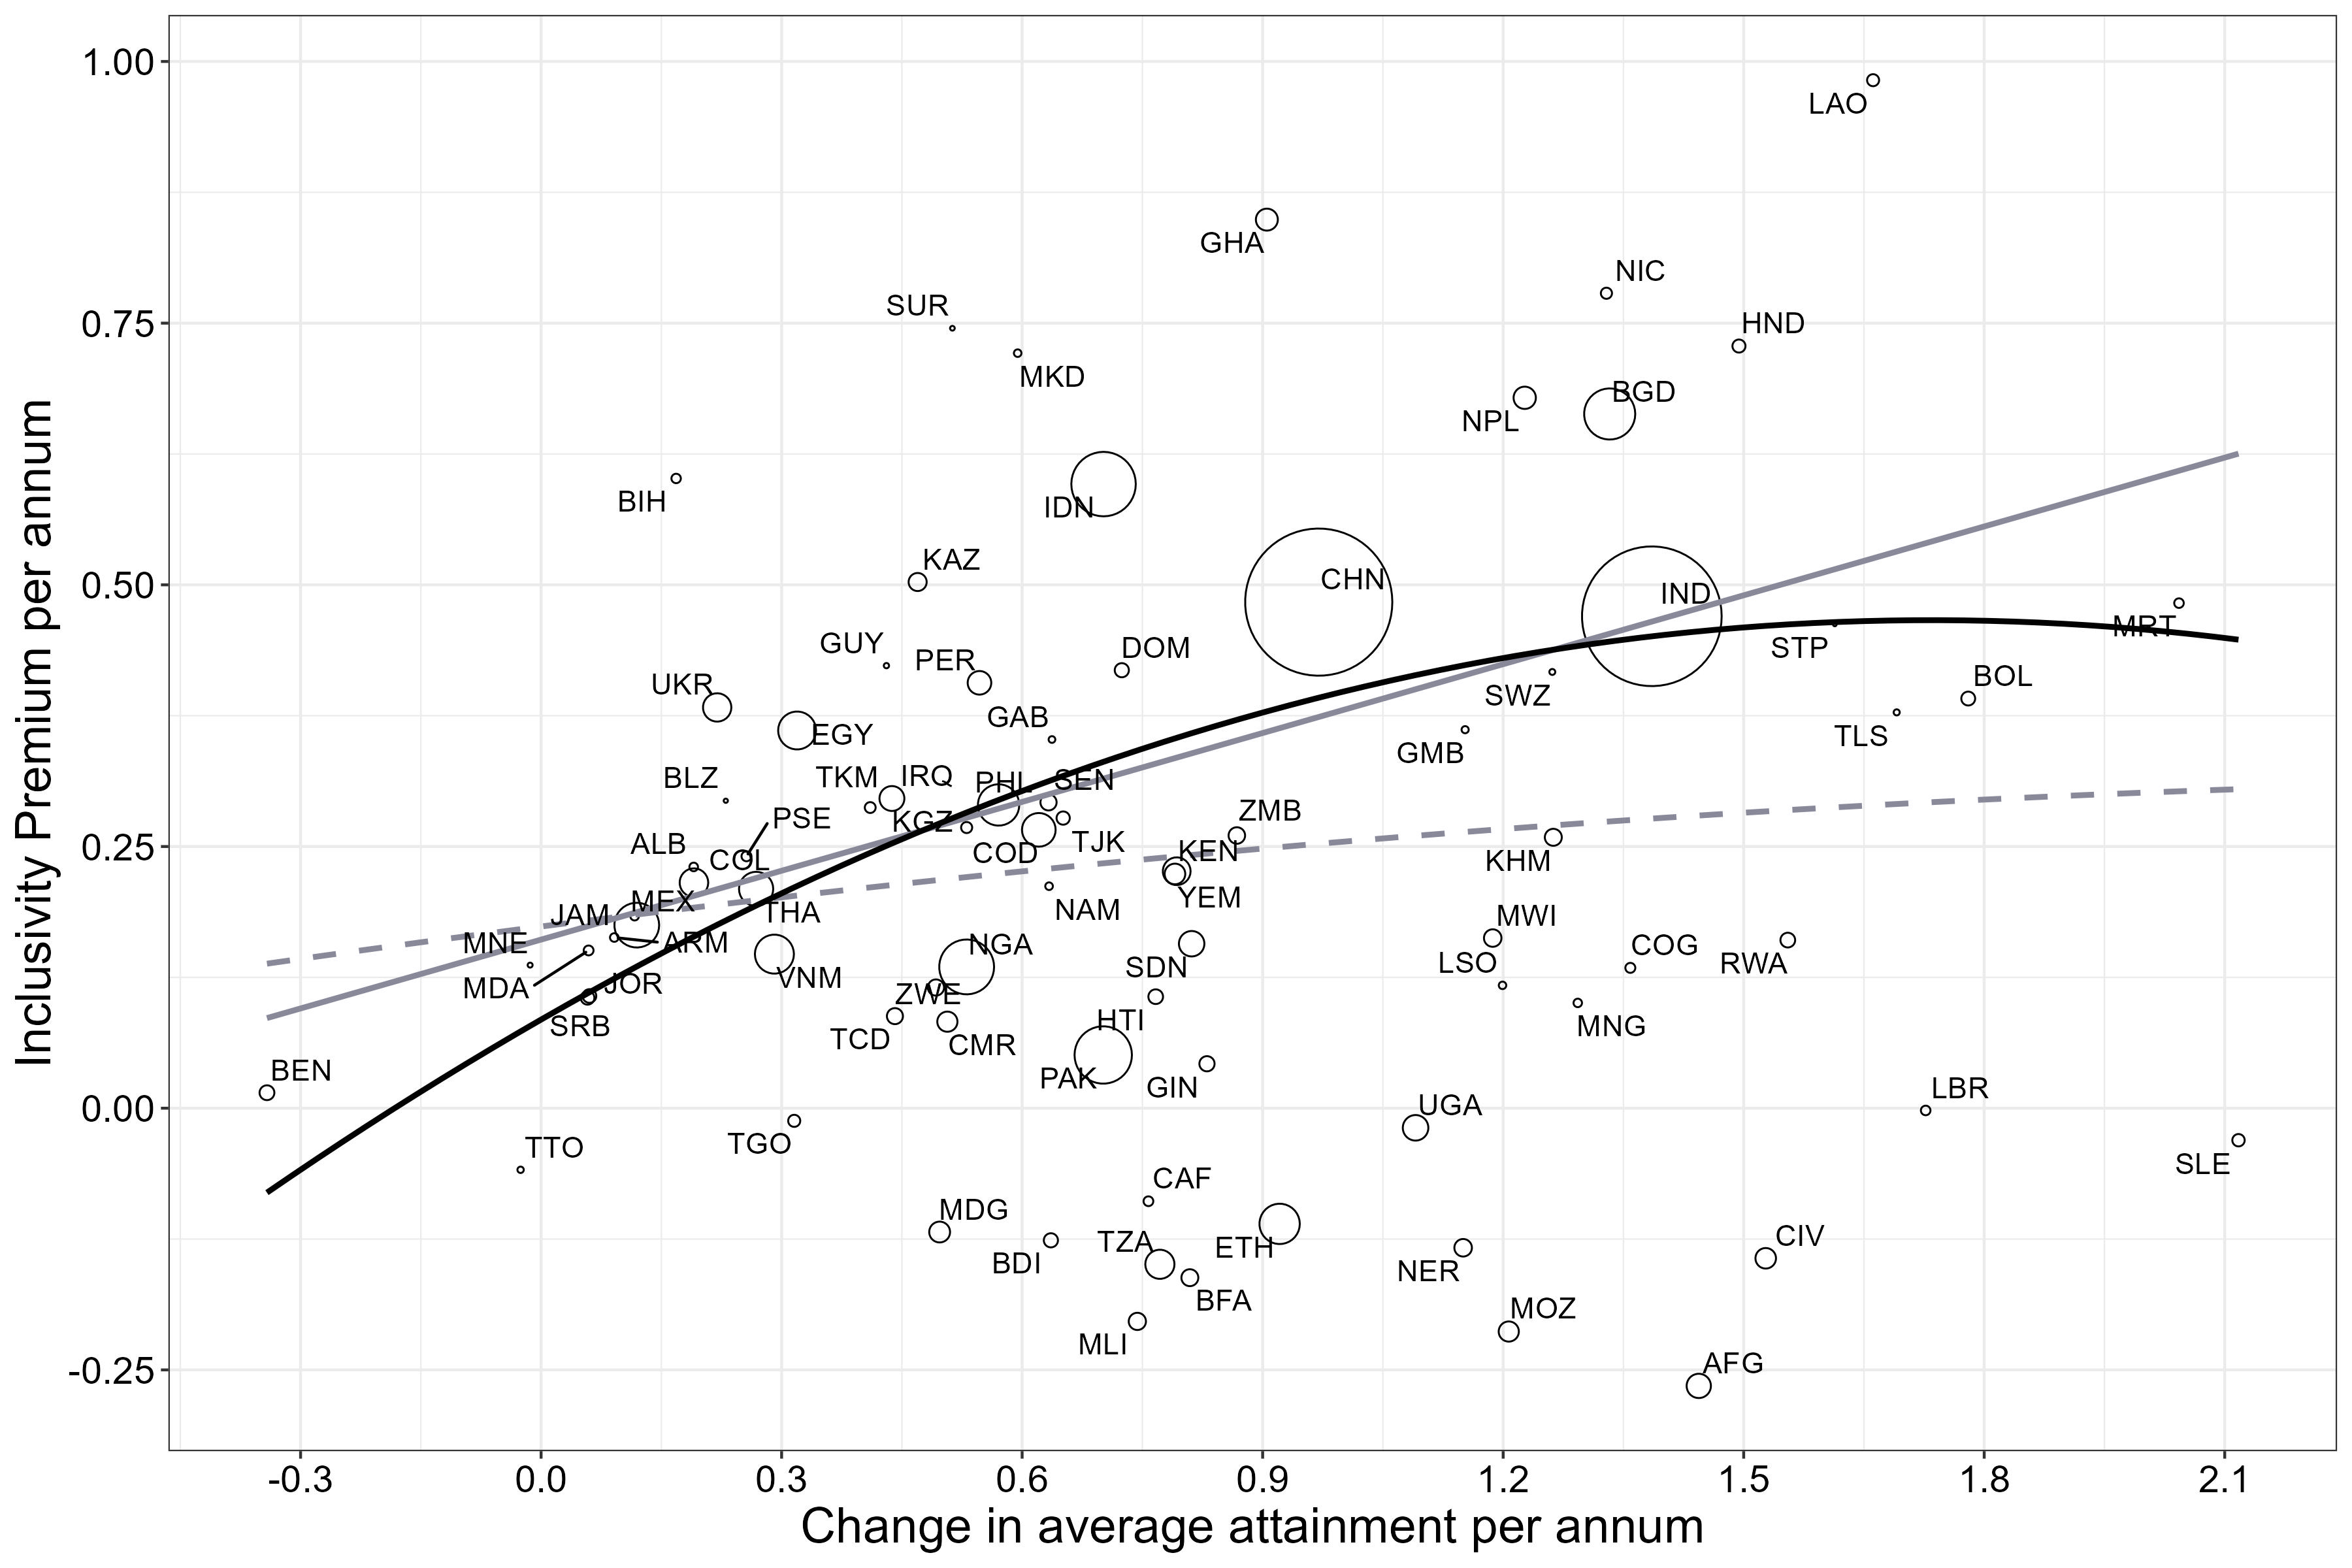 1.00
LAO
GHA
NIC
SUR
0.75
HND
MKD
BGD
NPL
BIH
IDN
KAZ
0.50
CHN
IND
MRT
GUY
PER
DOM
STP
UKR
SWZ
BOL
GAB
EGY
GMB
TLS
BLZ
TKM
IRQ
PHL
SEN
PSE
KGZ
ZMB
0.25
ALB
COL
COD
TJK
KEN
KHM
MEX
YEM
JAM
THA
NAM
MWI
MNE
ARM
NGA
COG
MDA
JOR
VNM
SDN
LSO
RWA
ZWE
SRB
TCD
CMR
HTI
MNG
BEN
PAK
GIN
LBR
0.00
UGA
TTO
TGO
SLE
CAF
MDG
TZA
ETH
CIV
BDI
NER
BFA
MOZ
MLI
AFG
-0.25
Inclusivity Premium per annum
-0.3 0.0 0.3 0.6 0.9 1.2 1.5 1.8 2.1
Change in average attainment per annum